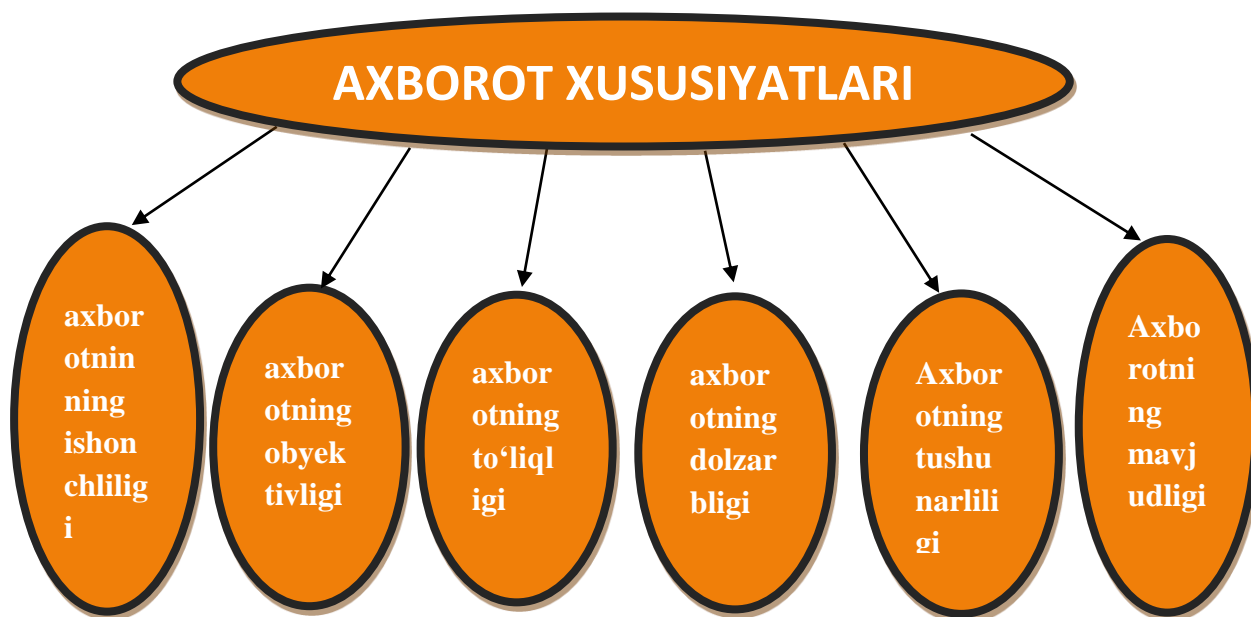 AXBOROT XUSUSIYATLARI
axbor
otnin
ning
ishon
chlilig
i
axbor
otning
obyek
tivligi
axbor
otning
to‘liql
igi
axbor
otning
dolzar
bligi
Axbor
otning
tushu
narlili
gi
Axbo
rotni
ng
mavj
udligi